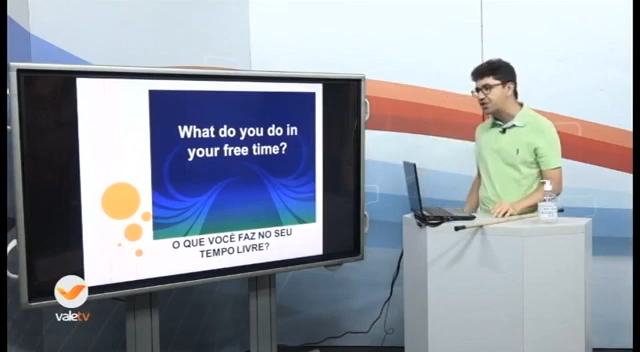 What do you do in
your free time?
O QUE VOCÊ FAZ NO SEU
TEMPO LIVRE?
valetv